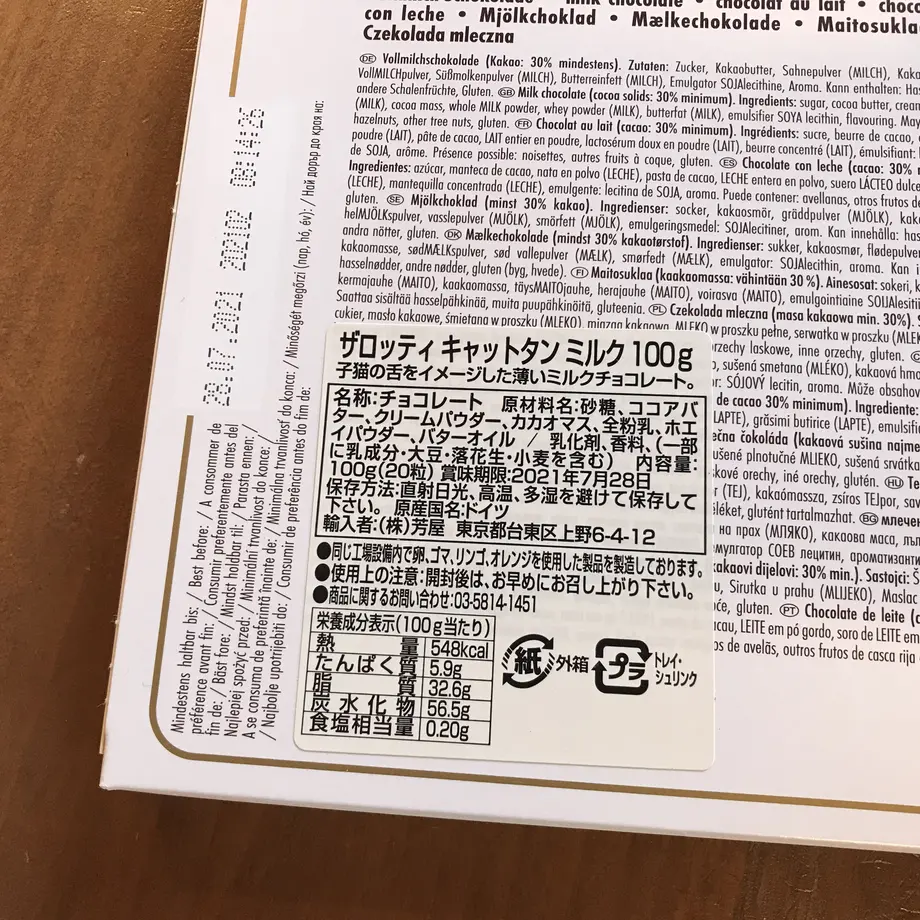 con leche • Mjölkchoklad • Mælkechokolade •
Czekolada mleczna
DE Vollmilchschokolade (Kakao: 30% mindestens). Zutaten: Zucker, Kakaobutter, Sahnepulver (MILCH),
VollMILCHpulver, Süßmolkenpulver (MILCH), Butterreinfett (MILCH), Emulgator SOJAlecithine, Aroma. Kann enthalten:
andere Schalenfrüchte, Gluten. GB Milk chocolate (cocoa solids: 30% minimum). Ingredients: sugar, cocoa butter,
(MILK), cocoa mass, whole MILK powder, whey powder (MILK), butterfat (MILK), emulsifier SOYA lecithin, flavouring. May
hazelnuts, other tree nuts, gluten. FR Chocolat au lait (cacao: 30% minimum). Ingrédients: sucre, beurre de cacao,
poudre (LAIT), pâte de cacao, LAIT entier en poudre, lactosérum doux en poudre (LAIT), beurre concentré (LAIT), émulsifiant:
de SOJA, arôme. Présence possible: noisettes, autres fruits à coque, gluten. ES Chocolate con leche (cacao: 30%
Ingredientes: azúcar, manteca de cacao, nata en polvo (LECHE), pasta de cacao, LECHE entera en polvo, suero LÁCTEO dulce
(LECHE), mantequilla concentrada (LECHE), emulgente: lecitina de SOJA, aroma. Puede contener: avellanas, otros frutos de
gluten. SE Mjölkchoklad (minst 30% kakao). Ingredienser: socker, kakaosmör, gräddpulver (MJÖLK),
helMJÖLKspulver, vasslepulver (MJÖLK), smörfett (MJÖLK), emulgeringsmedel: SOJAlecitiner, arom. Kan innehålla:
andra nötter, gluten. DK Mælkechokolade (mindst 30% kakaotørstof). Ingredienser: sukker, kakaosmør,
kakaomasse, sødMÆLKspulver, sød vallepulver (MÆLK), smørfedt (MÆLK), emulgator: SOJAlecithin, aroma. Kan
hasselnødder, andre nødder, gluten (byg, hvede). FI Maitosuklaa (kaakaomassa: vähintään 30 %). Ainesosat: sokeri,
kermajauhe (MAITO), kaakaomassa, täysMAITOjauhe, herajauhe (MAITO), voirasva (MAITO), emulgointiaine
Saattaa sisältää hasselpähkinää, muita puupähkinöitä, gluteenia. PL Czekolada mleczna (masa kakaowa min. 30%).
cukier, masło kakaowe, śmietana w proszku (MLEKO), miazga kakaowa, MLEKO w proszku pełne, serwatka w proszku
28.07.2021
08:14:26
Mindestens haltbar bis: / Best before: / A consommer de
préférence avant fin: / Consumir preferentemente antes del
fin de: / Bäst före: / Mindst holdbar til: / Parasta ennen: /
Najlepiej spożyć przed: / Minimální trvanlivost do konce: /
A se consuma de preferință înainte de: / Minimálna trvanlivosť do konca: / Minőségét megőrzi (nap, hó, év): / Най добър до края на:
/ Najbolje upotrijebiti do: / Consumir de preferência antes do fim de:
ザロッティ キャットタン ミルク 100g
子猫の舌をイメージした薄いミルクチョコレート。
名称:チョコレート 原材料名:砂糖、ココアバ
ター、クリームパウダー、カカオマス、全粉乳、ホエ
イパウダー、バターオイル / 乳化剤、香料、(一部
に乳成分・大豆・落花生・小麦を含む) 内容量:
100g(20粒) 賞味期限:2021年7月28日
保存方法:直射日光、高温、多湿を避けて保存して
下さい。 原産国名:ドイツ
輸入者:(株)芳屋 東京都台東区上野6-4-12
●同じ工場設備内で卵、ゴマ、リンゴ、オレンジを使用した製品を製造しております。
●使用上の注意:開封後は、お早めにお召し上がり下さい。
●商品に関するお問い合わせ:03-5814-1451
栄養成分表示(100g当たり)
熱量 548kcal
たんぱく質 5.9g
脂質 32.6g
炭水化物 56.5g
食塩相当量 0.20g
紙 外箱
プラ トレイ・
シュリンク